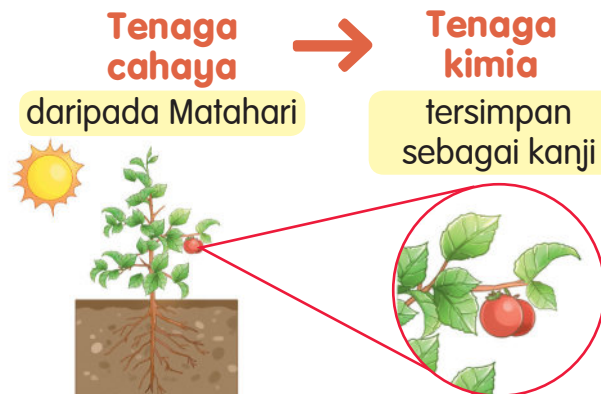 Tenaga
cahaya
daripada Matahari
Tenaga
kimia
tersimpan
sebagai kanji